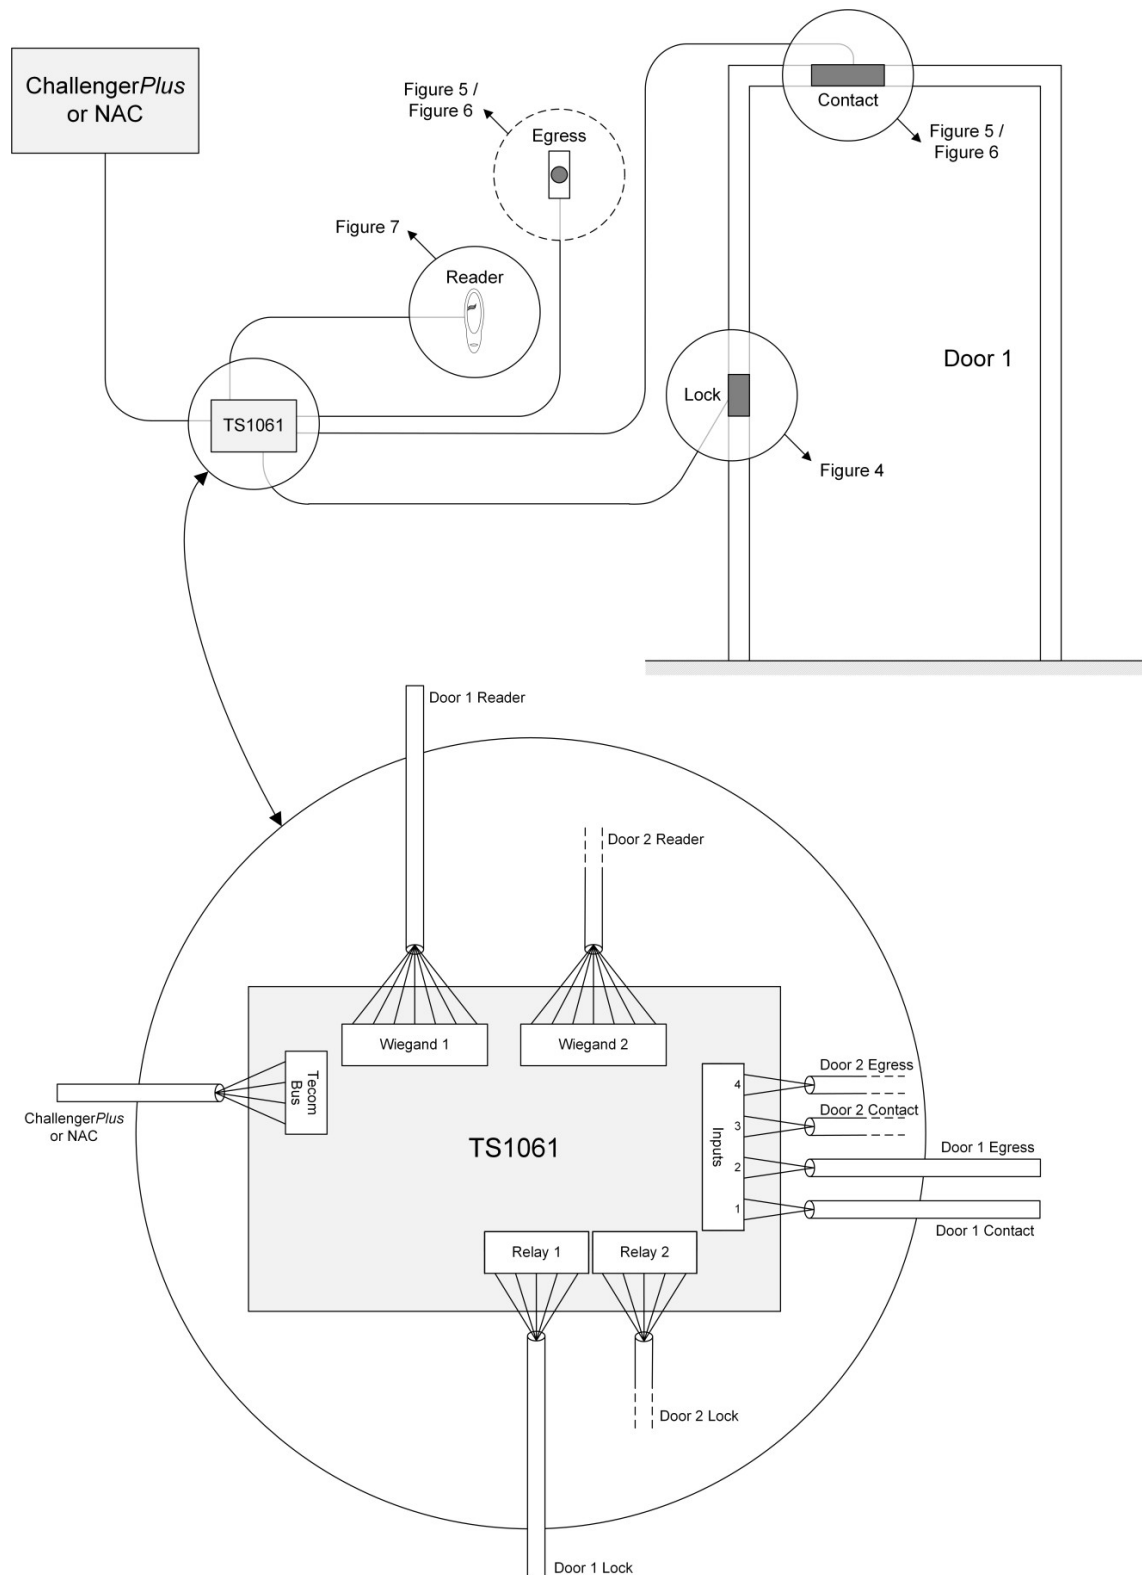 ChallengerPlus
or NAC
Figure 5 /
Figure 6
Egress
Contact
Figure 5 /
Figure 6
Figure 7
Reader
Door 1
Lock
TS1061
Figure 4
Door 1 Reader
Door 2 Reader
Wiegand 1
Wiegand 2
Tecom
Bus
ChallengerPlus
or NAC
TS1061
Inputs
4
3
2
1
Door 2 Egress
Door 2 Contact
Door 1 Egress
Door 1 Contact
Relay 1
Relay 2
Door 2 Lock
Door 1 Lock